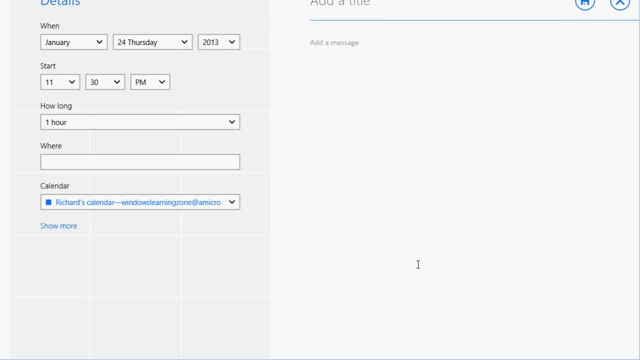 Details
When
January 24 Thursday 2013
Start
11 30 PM
How long
1 hour
Where
Calendar
Richard's calendar—windowslearningzone@amicro
Show more
Add a title
Add a message